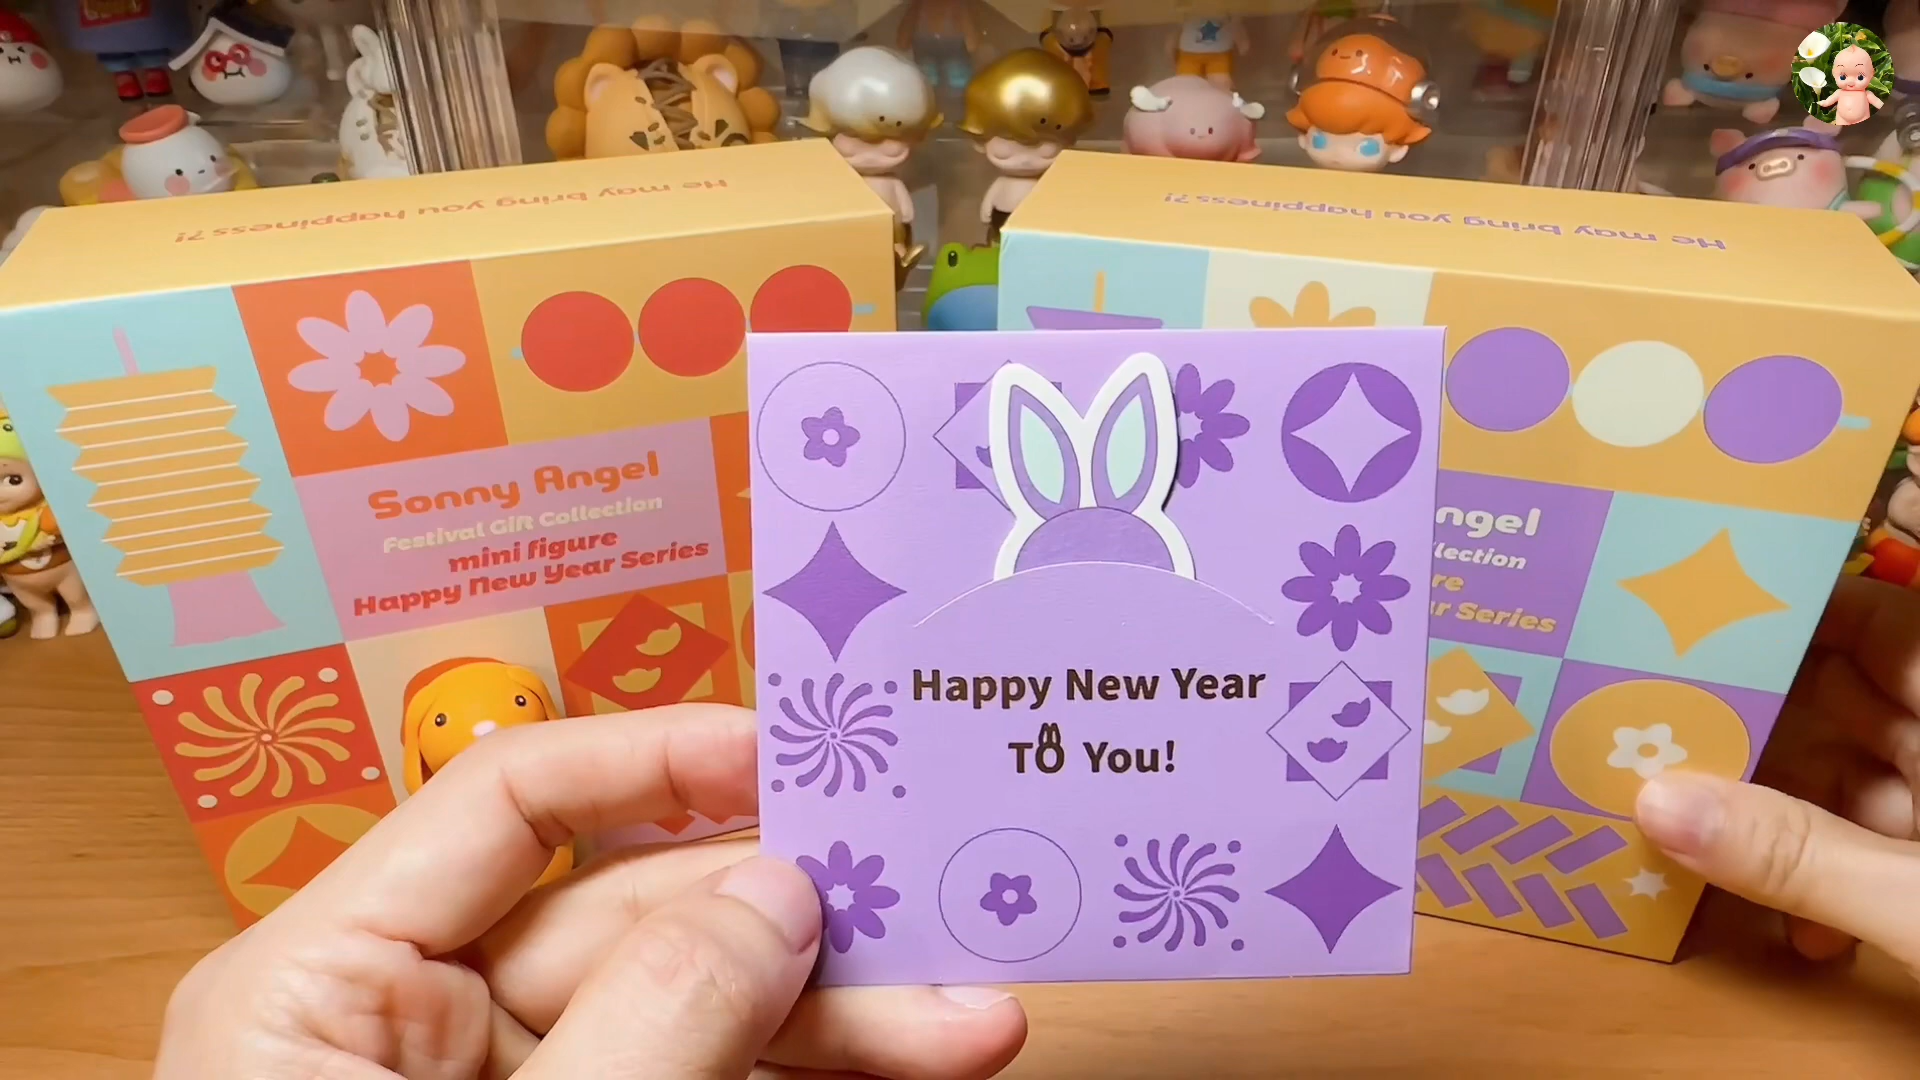 He may bring you happiness?!
He may bring you happiness?!
Sonny Angel
Festival Gift Collection
mini figure
Happy New Year Series
ngel
llection
re
r Series
Happy New Year
TO You!